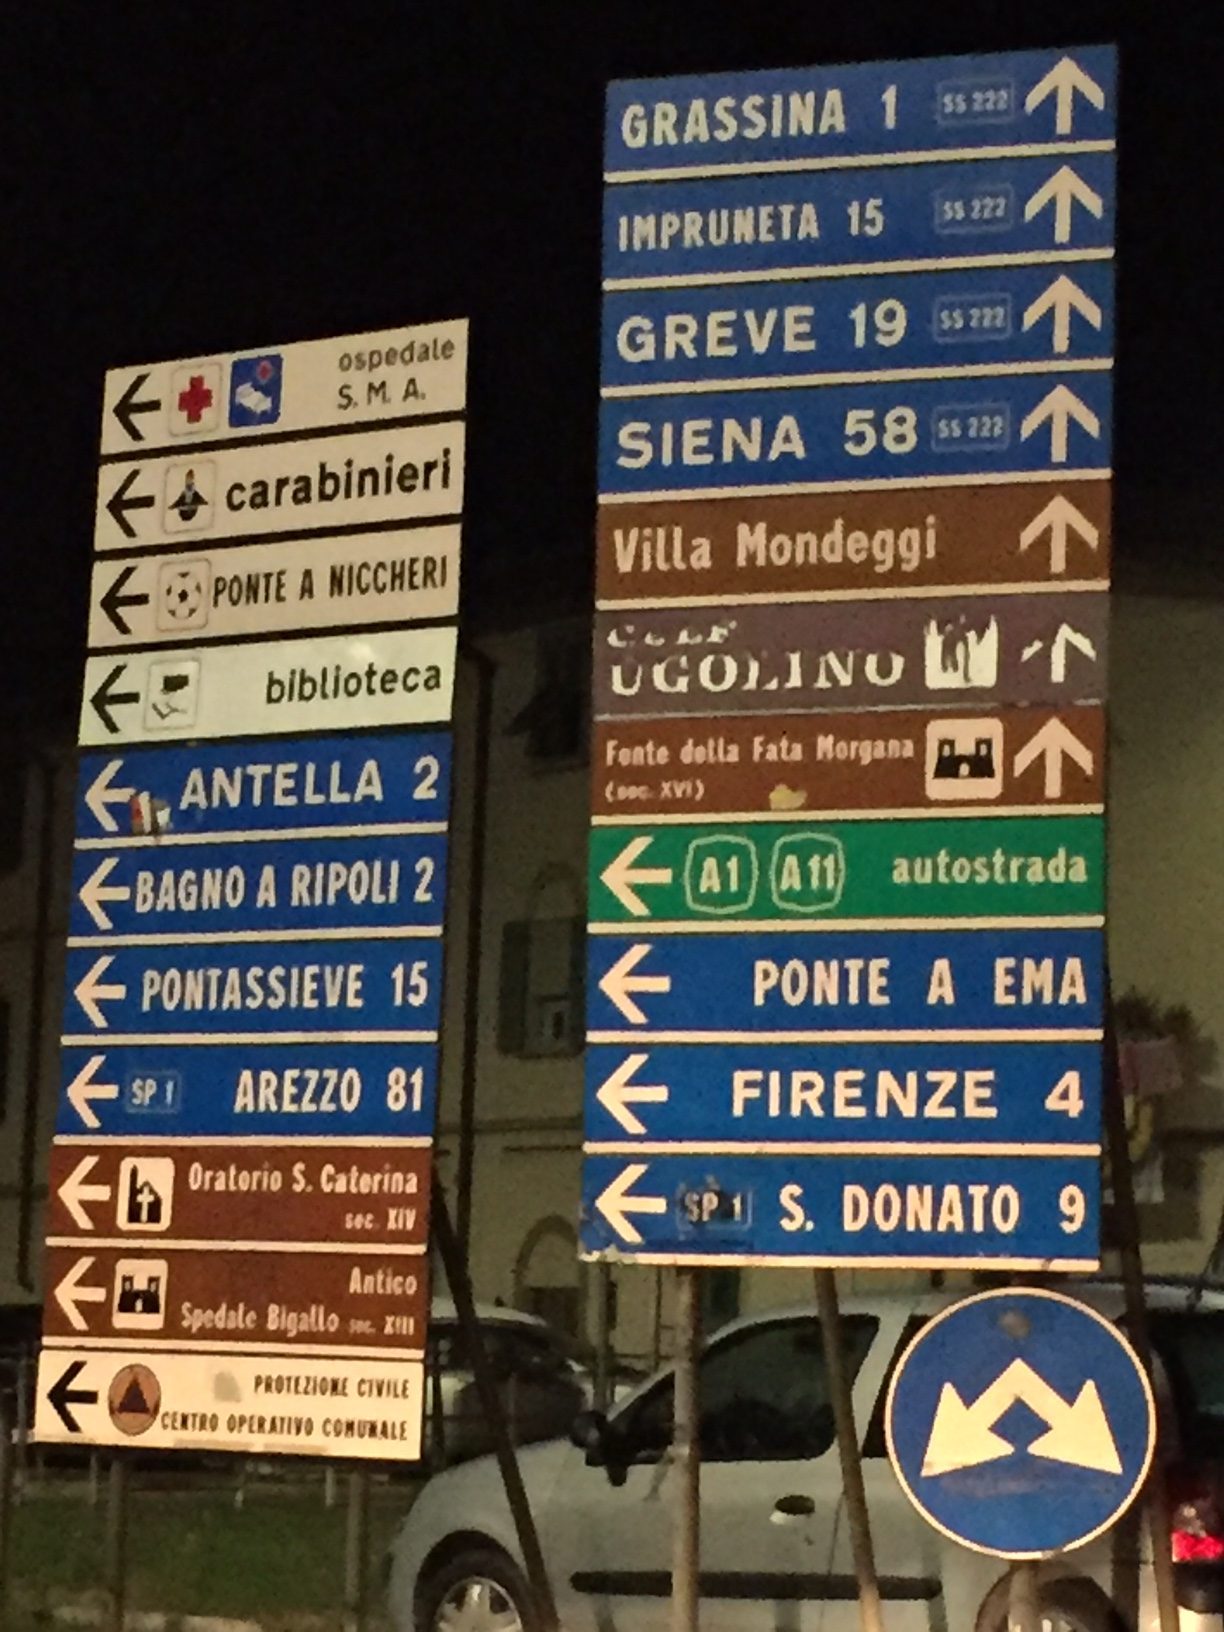 ospedale
S. M. A.
carabinieri
PONTE A NICCHERI
biblioteca
ANTELLA 2
BAGNO A RIPOLI 2
PONTASSIEVE 15
SP 1 AREZZO 81
Oratorio S. Caterina
sec. XIV
Antico
Spedale Bigallo sec. XIII
PROTEZIONE CIVILE
CENTRO OPERATIVO COMUNALE
GRASSINA 1 SS 222
IMPRUNETA 15 SS 222
GREVE 19 SS 222
SIENA 58 SS 222
Villa Mondeggi
GOLF
UGOLINO
Fonte della Fata Morgana
(sec. XVI)
A1 A11 autostrada
PONTE A EMA
FIRENZE 4
SP 1 S. DONATO 9